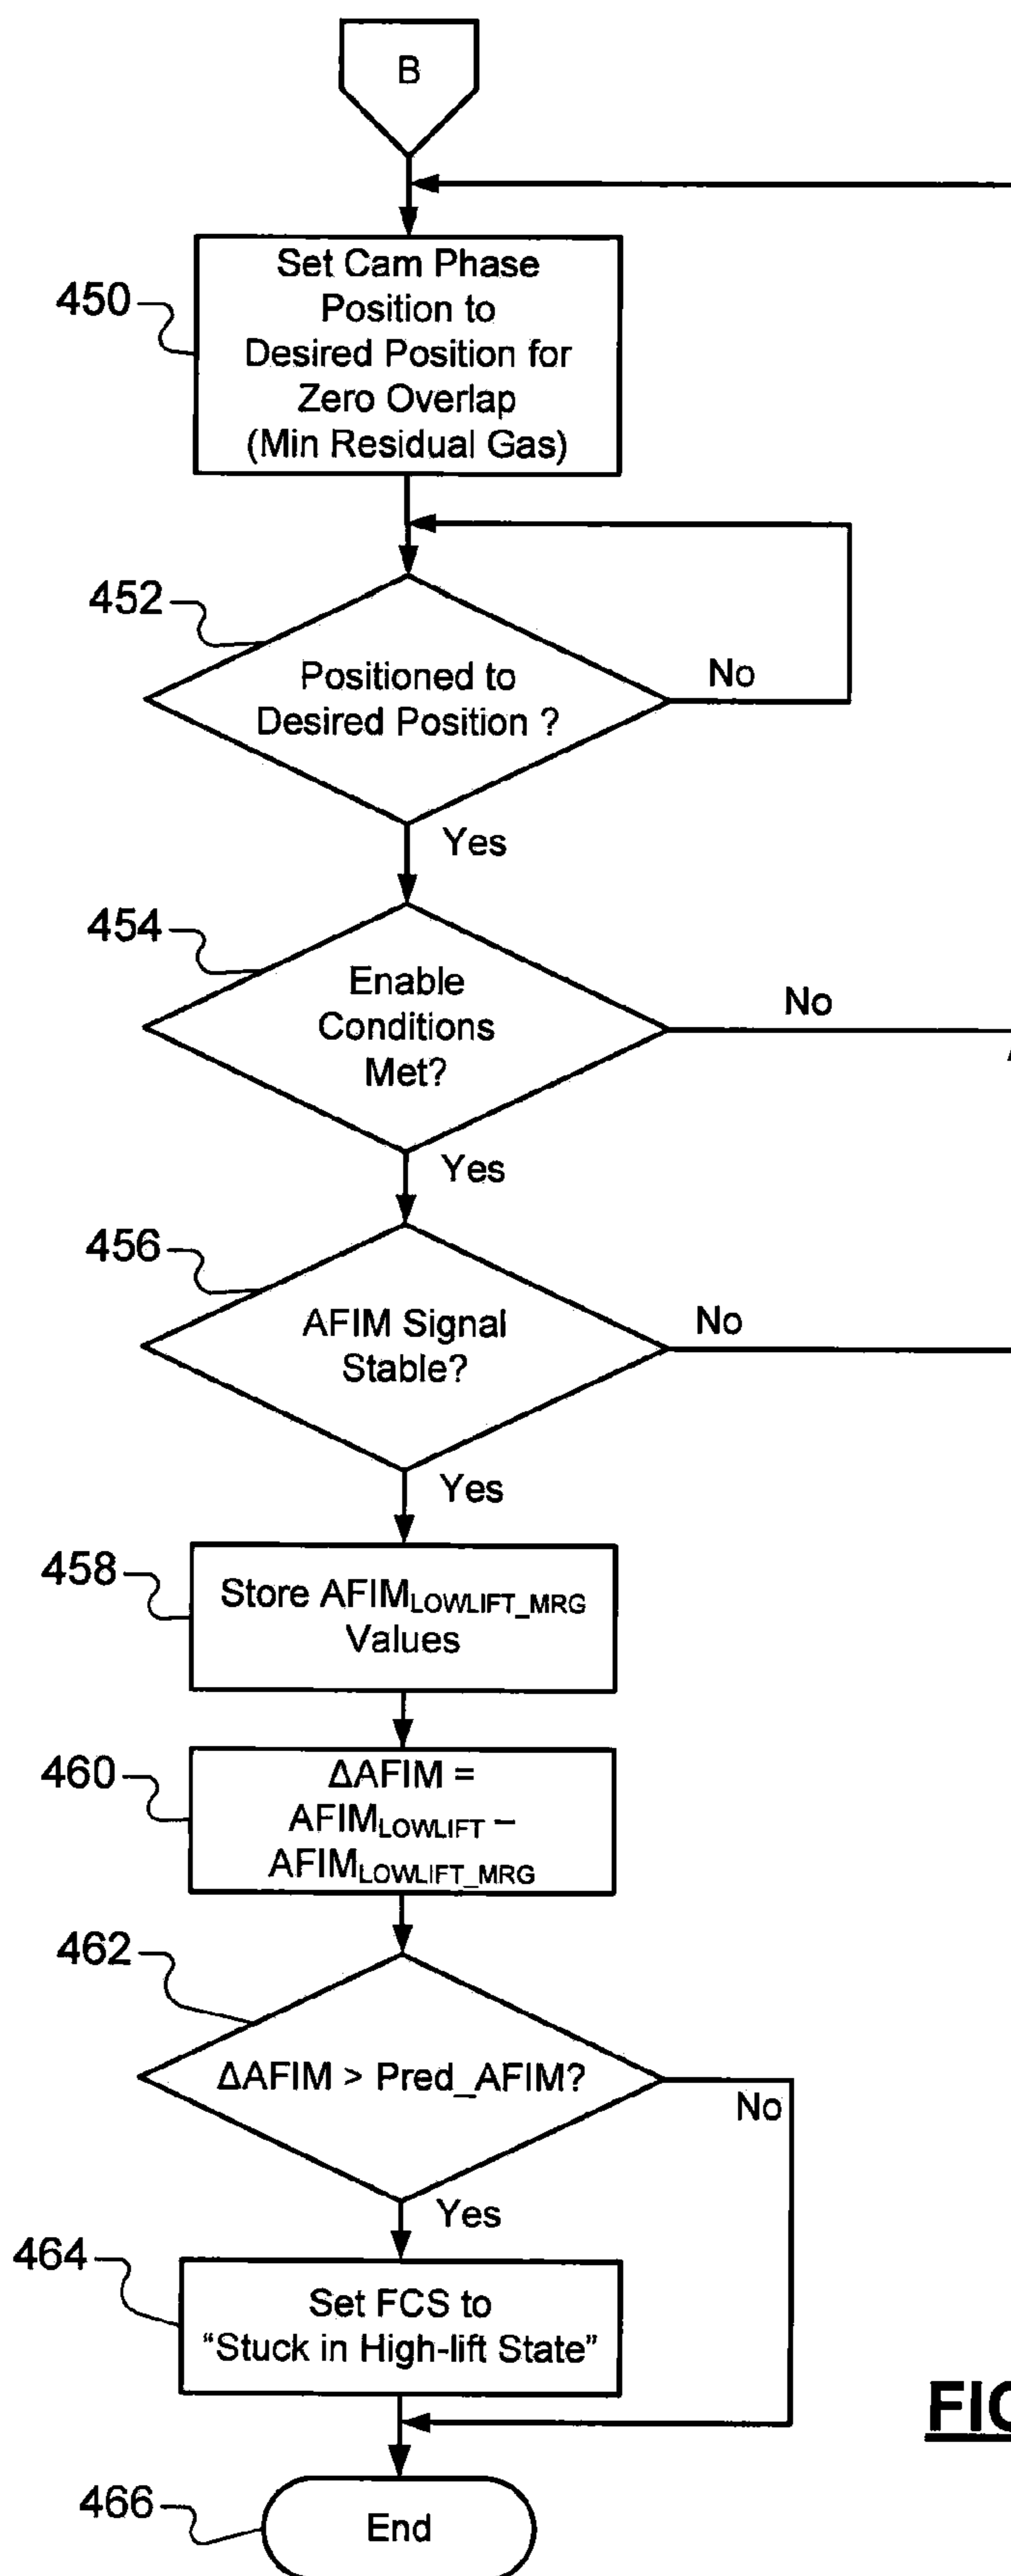 B
450
Set Cam Phase
Position to
Desired Position for
Zero Overlap
(Min Residual Gas)
452
Positioned to
Desired Position ?
No
Yes
454
Enable
Conditions
Met?
No
Yes
456
AFIM Signal
Stable?
No
Yes
458
Store AFIMLOWLIFT_MRG
Values
460
ΔAFIM =
AFIMLOWLIFT –
AFIMLOWLIFT_MRG
462
ΔAFIM > Pred_AFIM?
No
Yes
464
Set FCS to
“Stuck in High-lift State”
466
End